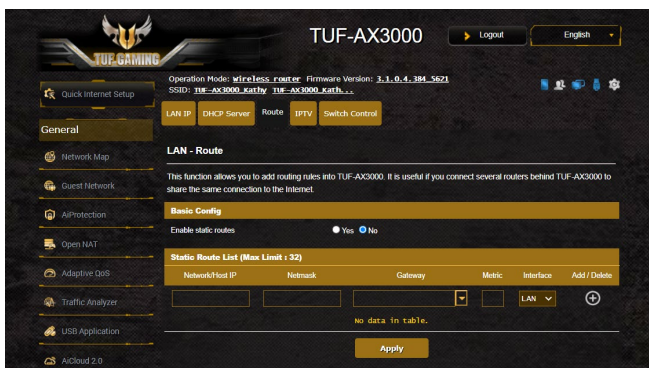 TUF-AX3000
Logout
English
TUF GAMING
Operation Mode: Wireless router Firmware Version: 3.1.0.4.384_5621
SSID: TUF-AX3000_Kathy TUF-AX3000_Kath...
Quick Internet Setup
General
Network Map
Guest Network
AiProtection
Open NAT
Adaptive QoS
Traffic Analyzer
USB Application
AiCloud 2.0
LAN IP DHCP Server Route IPTV Switch Control
LAN - Route
This function allows you to add routing rules into TUF-AX3000. It is useful if you connect several routers behind TUF-AX3000 to
share the same connection to the Internet.
Basic Config
Enable static routes Yes No
Static Route List (Max Limit : 32)
Network/Host IP Netmask Gateway Metric Interface Add / Delete
LAN
No data in table.
Apply